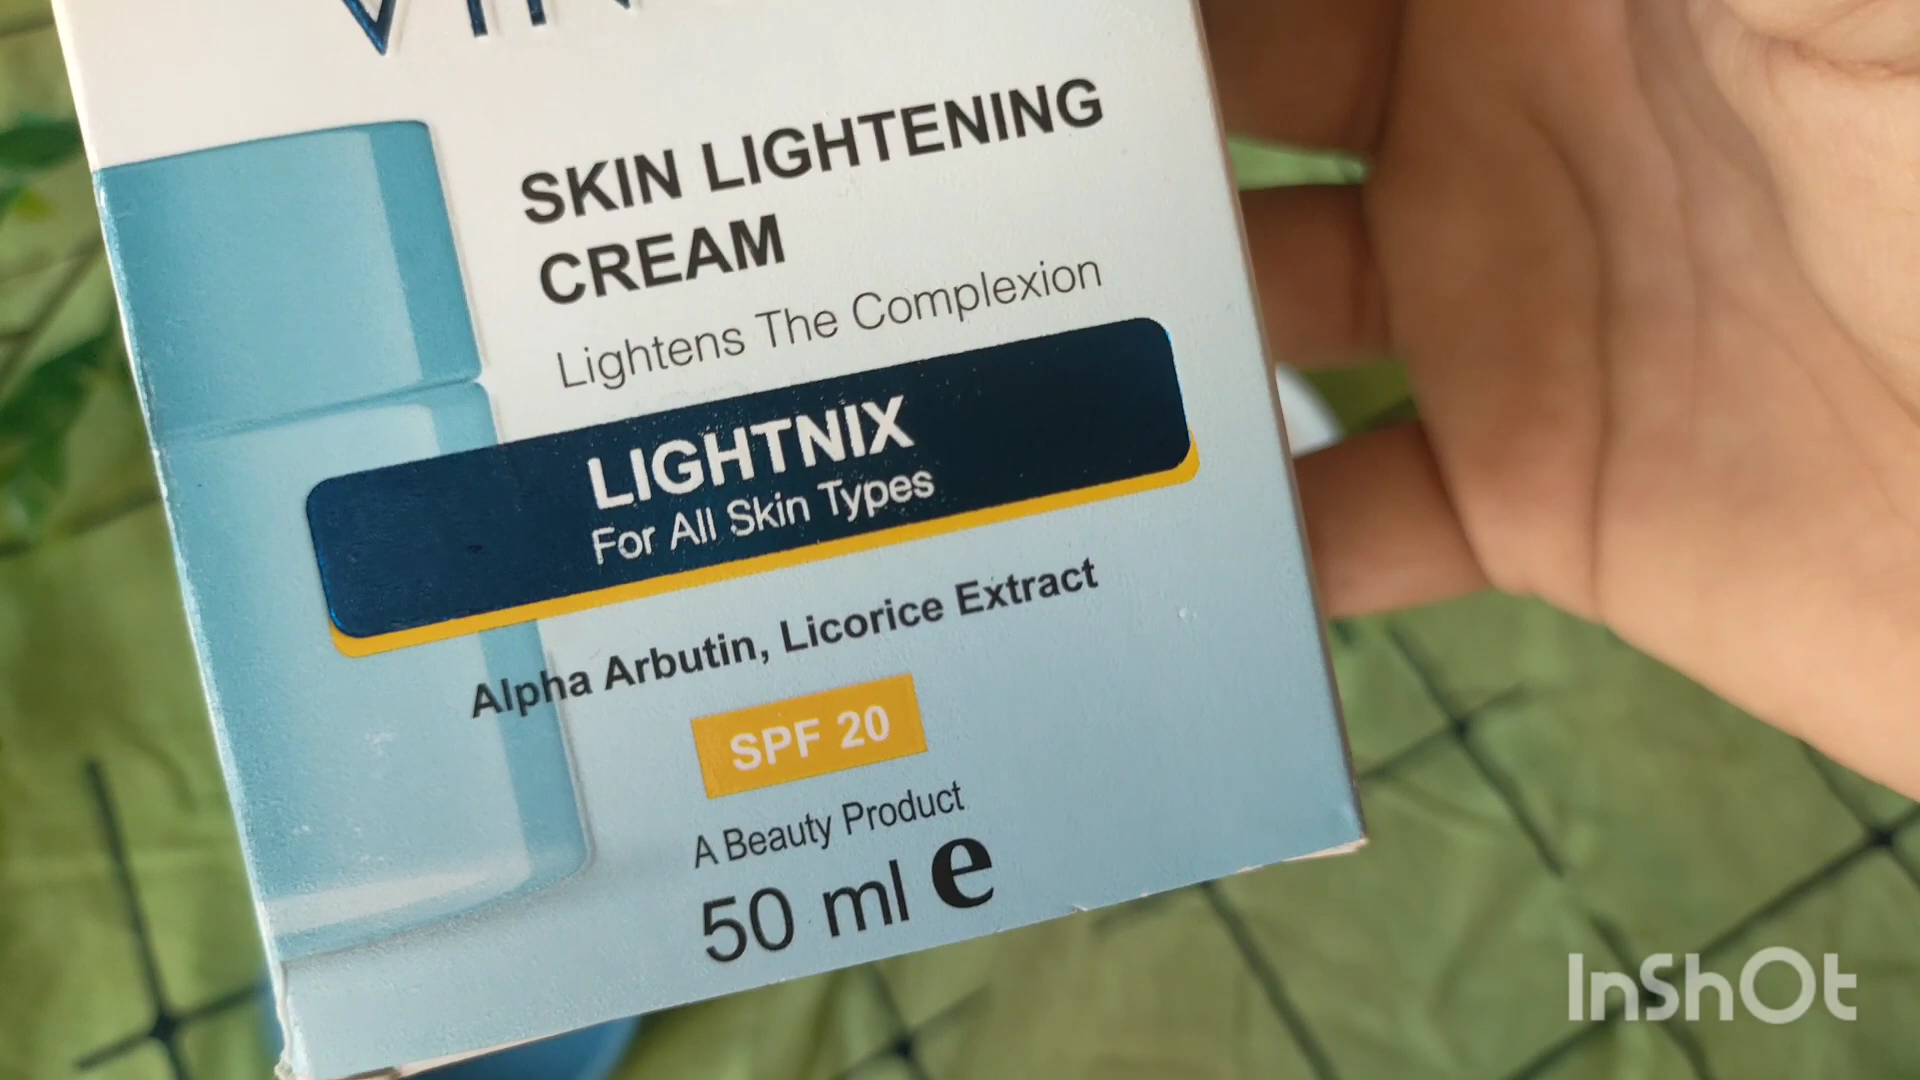 SKIN LIGHTENING
CREAM
Lightens The Complexion
LIGHTNIX
For All Skin Types
Alpha Arbutin, Licorice Extract
SPF 20
A Beauty Product
50 ml e
InShOt